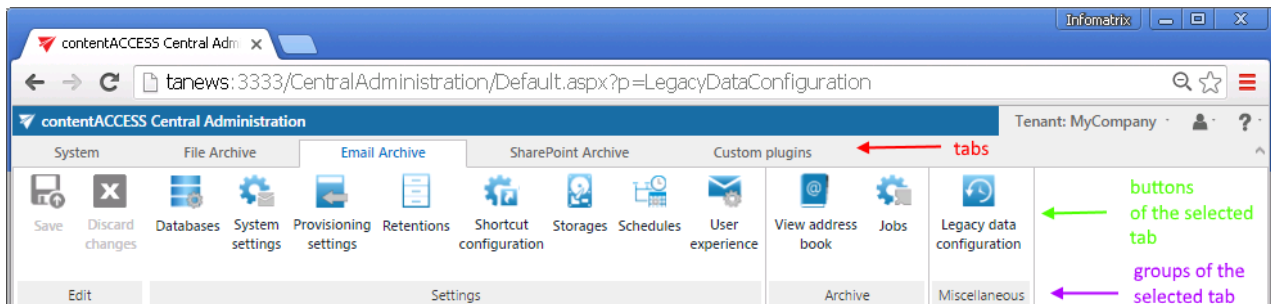 Infomatrix
contentACCESS Central Adm
tanews:3333/CentralAdministration/Default.aspx?p=LegacyDataConfiguration
contentACCESS Central Administration
Tenant: MyCompany
?
System
File Archive
Email Archive
SharePoint Archive
Custom plugins
tabs
Save
Discard
changes
Databases
System
settings
Provisioning
settings
Retentions
Shortcut
configuration
Storages
Schedules
User
experience
@
View address
book
Jobs
Legacy data
configuration
buttons
of the selected
tab
Edit
Settings
Archive
Miscellaneous
groups of the
selected tab